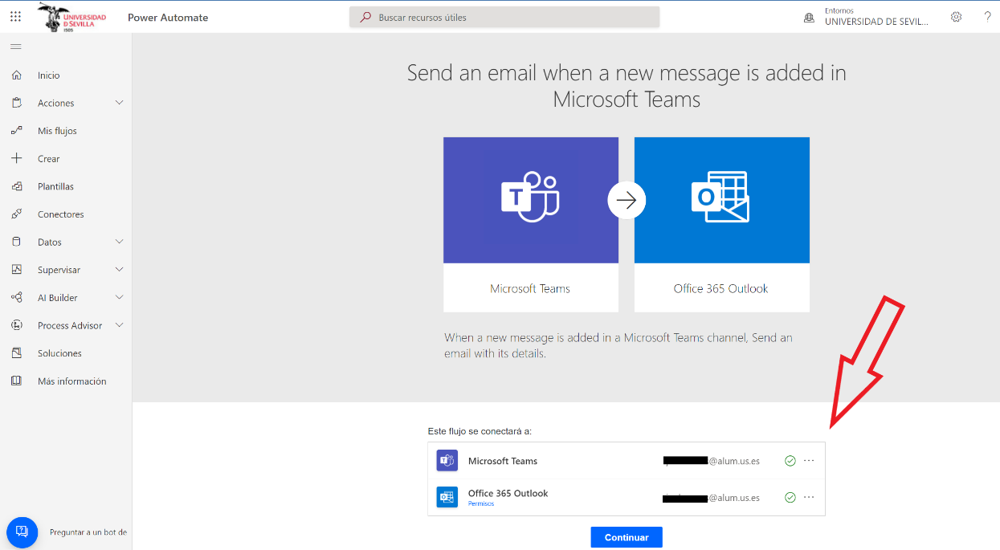 UNIVERSIDAD
D SEVILLA
1505
Power Automate
Buscar recursos útiles
Entornos
UNIVERSIDAD DE SEVIL...
?
Inicio
Acciones
Mis flujos
Crear
Plantillas
Conectores
Datos
Supervisar
AI Builder
Process Advisor
Soluciones
Más información
Preguntar a un bot de
Send an email when a new message is added in
Microsoft Teams
T
O
Microsoft Teams
Office 365 Outlook
When a new message is added in a Microsoft Teams channel, Send an
email with its details.
Este flujo se conectará a:
Microsoft Teams
@alum.us.es
Office 365 Outlook
Permisos
@alum.us.es
Continuar